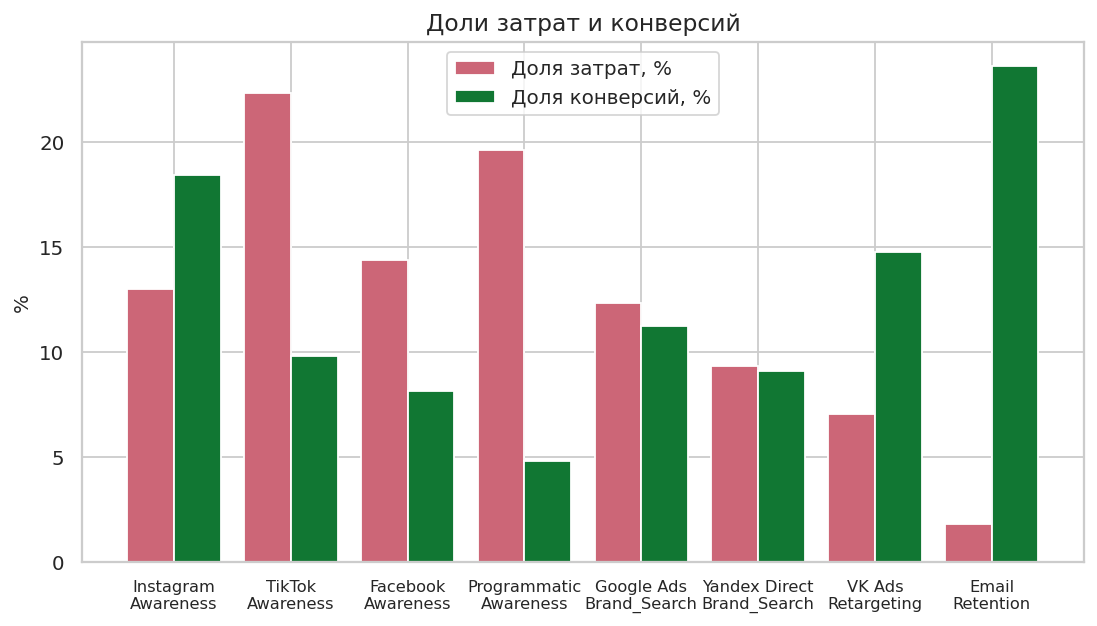 Доли затрат и конверсий
Доля затрат, %
Доля конверсий, %
%
20
15
10
5
0
Instagram
Awareness
TikTok
Awareness
Facebook
Awareness
Programmatic
Awareness
Google Ads
Brand_Search
Yandex Direct
Brand_Search
VK Ads
Retargeting
Email
Retention